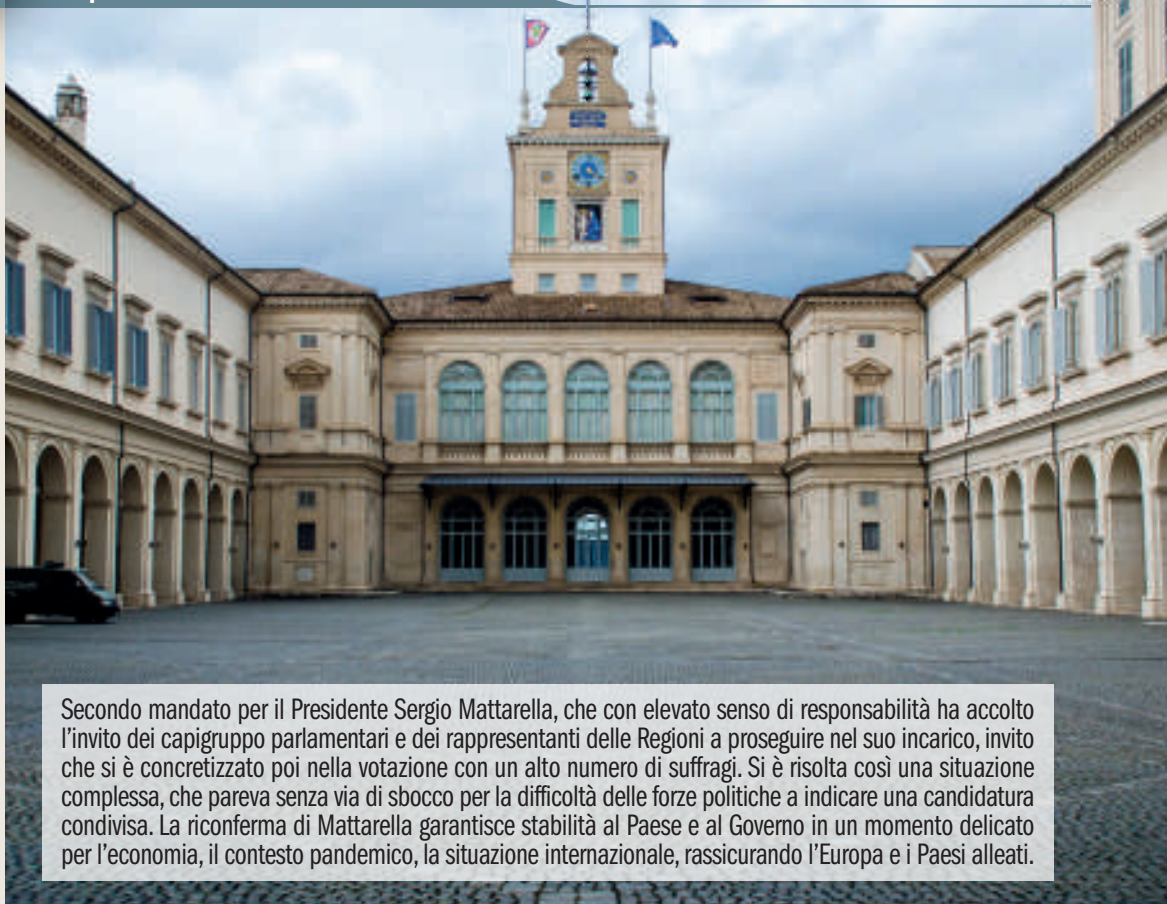 Secondo mandato per il Presidente Sergio Mattarella, che con elevato senso di responsabilità ha accolto
l’invito dei capigruppo parlamentari e dei rappresentanti delle Regioni a proseguire nel suo incarico, invito
che si è concretizzato poi nella votazione con un alto numero di suffragi. Si è risolta così una situazione
complessa, che pareva senza via di sbocco per la difficoltà delle forze politiche a indicare una candidatura
condivisa. La riconferma di Mattarella garantisce stabilità al Paese e al Governo in un momento delicato
per l’economia, il contesto pandemico, la situazione internazionale, rassicurando l’Europa e i Paesi alleati.